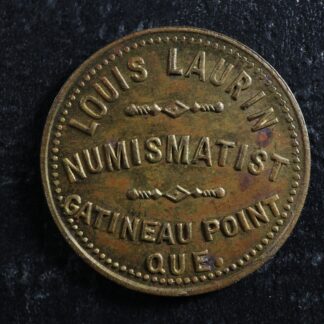 LOUIS LAURIN
NUMISMATIST
GATINEAU POINT
QUE.